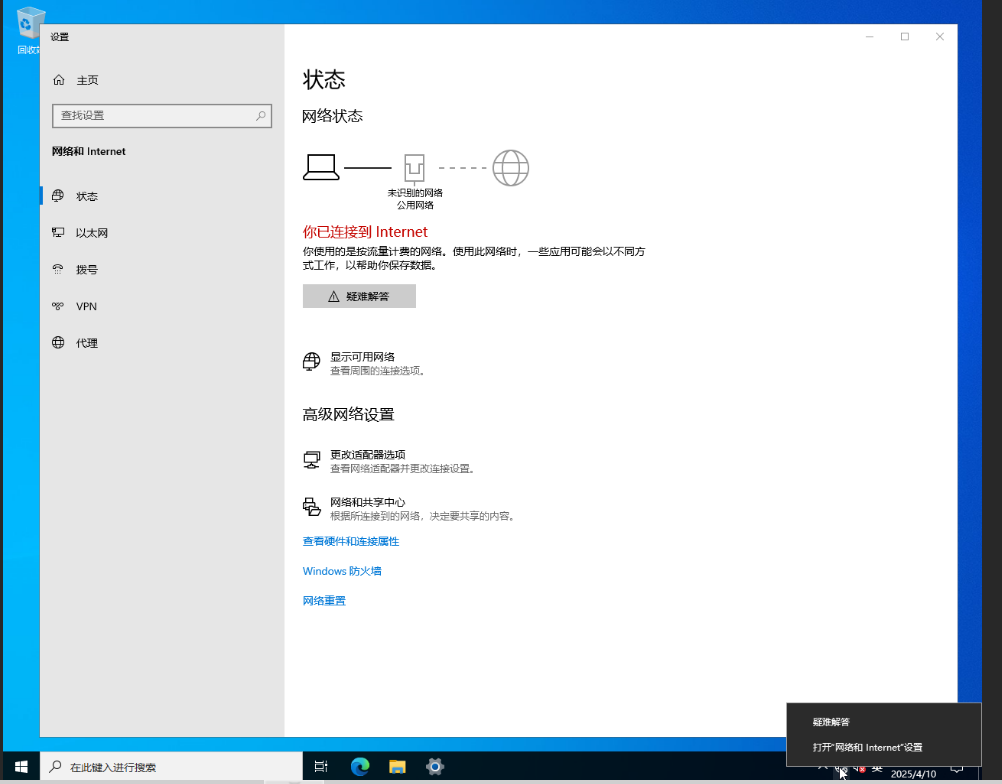 回收
设置
主页
查找设置
网络和 Internet
状态
以太网
拨号
VPN
代理
状态
网络状态
未识别的网络
公用网络
你已连接到 Internet
你使用的是按流量计费的网络。使用此网络时，一些应用可能会以不同方
式工作，以帮助你保存数据。
疑难解答
显示可用网络
查看周围的连接选项。
高级网络设置
更改适配器选项
查看网络适配器并更改连接设置。
网络和共享中心
根据所连接到的网络，决定要共享的内容。
查看硬件和连接属性
Windows 防火墙
网络重置
疑难解答
打开"网络和 Internet"设置
在此键入进行搜索
英
2025/4/10